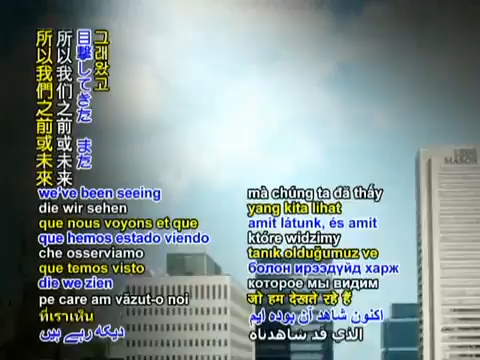 그래왔고
目撃してきた まだ
所以我们之前或未来
所以我們之前或未來
we've been seeing
die wir sehen
que nous voyons et que
que hemos estado viendo
che osserviamo
que temos visto
die we zien
pe care am văzut-o noi
ที่เราเห็น
دیکھ رہے ہیں
mà chúng ta đã thấy
yang kita lihat
amit látunk, és amit
które widzimy
tanık olduğumuz ve
болон ирээдүйд харж
которое мы видим
जो हम देखते रहे हैं
اکنون شاهد آن بوده ایم
الذي قد شاهدناه